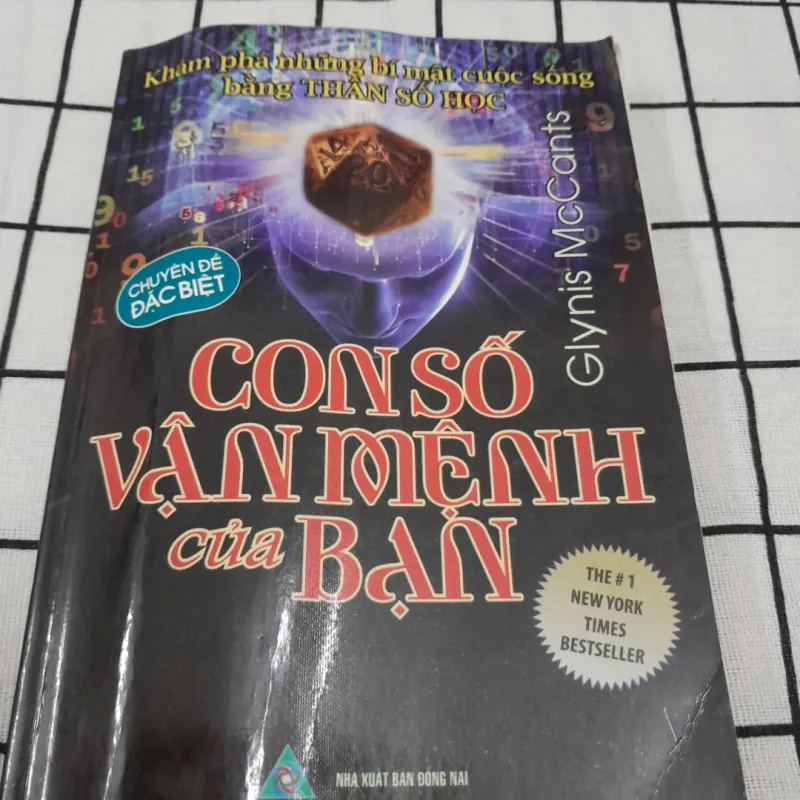 Khám phá những bí mật cuộc sống
bằng THẦN SỐ HỌC
Glynis McCants
CHUYÊN ĐỀ
ĐẶC BIỆT
CON SỐ
VẬN MỆNH
của BẠN
THE # 1
NEW YORK
TIMES
BESTSELLER
NHÀ XUẤT BẢN ĐỒNG NAI
20